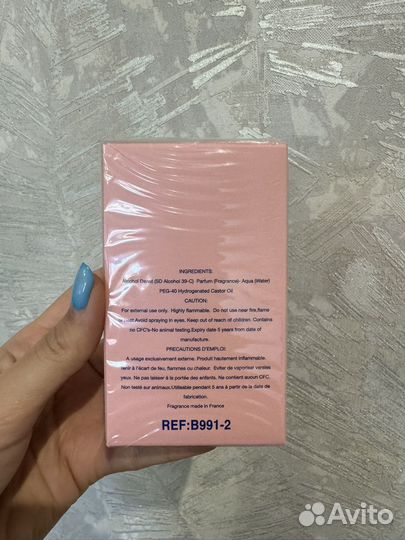 INGREDIENTS:
Alcohol Denat (SD Alcohol 39-C) Parfum (Fragrance)- Aqua (Water)
PEG-40 Hydrogenated Castor Oil
CAUTION:
For external use only. Highly flammable. Do not use near fire,flame
or heat.Avoid spraying in eyes. Keep out of reach of children. Contains
no CFC's-No animal testing.Expiry date 5 years from date of
manufacture.
PRECAUTIONS D'EMPLOI:
A usage exclusivement externe. Produit hautement inflammable.
Tenir à l'écart de feu, flammes ou chaleur. Eviter de vaporiser versles
yeux. Ne pas laisser à la portée des enfants. Ne contient aucun CFC.
Non testé sur animaux.Utilisable pendant 5 ans à partir de la date de
fabrication.
Fragrance made in France
REF:B991-2
Avito